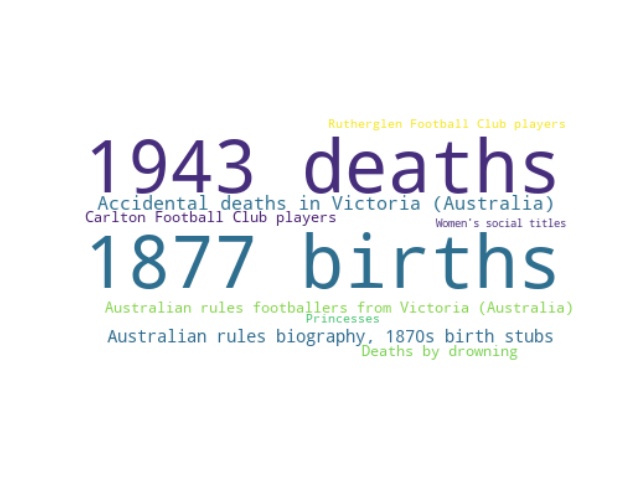 Rutherglen Football Club players
1943 deaths
Accidental deaths in Victoria (Australia)
Carlton Football Club players
Women's social titles
1877 births
Australian rules footballers from Victoria (Australia)
Princesses
Australian rules biography, 1870s birth stubs
Deaths by drowning